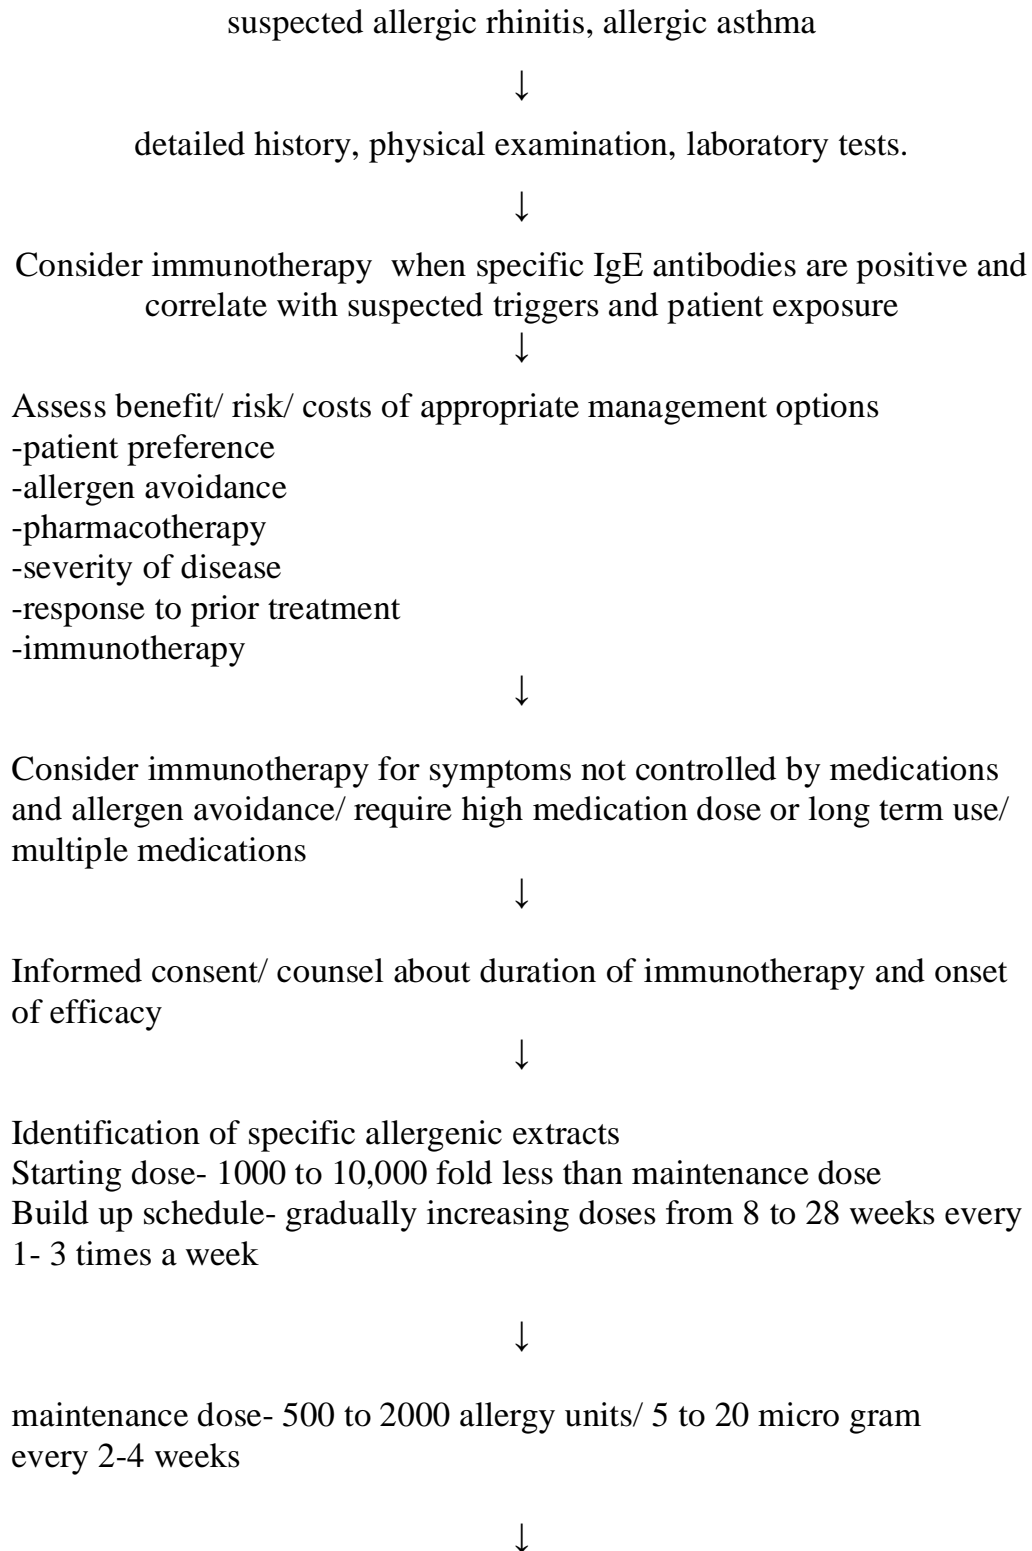 suspected allergic rhinitis, allergic asthma
↓
detailed history, physical examination, laboratory tests.
↓
Consider immunotherapy  when specific IgE antibodies are positive and
correlate with suspected triggers and patient exposure
↓
Assess benefit/ risk/ costs of appropriate management options
-patient preference
-allergen avoidance
-pharmacotherapy
-severity of disease
-response to prior treatment
-immunotherapy
↓
Consider immunotherapy for symptoms not controlled by medications
and allergen avoidance/ require high medication dose or long term use/
multiple medications
↓
Informed consent/ counsel about duration of immunotherapy and onset
of efficacy
↓
Identification of specific allergenic extracts
Starting dose- 1000 to 10,000 fold less than maintenance dose
Build up schedule- gradually increasing doses from 8 to 28 weeks every
1- 3 times a week
↓
maintenance dose- 500 to 2000 allergy units/ 5 to 20 micro gram
every 2-4 weeks
↓